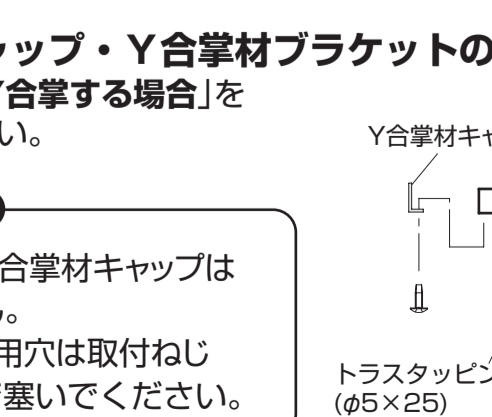 ャップ・Y合掌材ブラケットの
合掌する場合」を
い。
Y合掌材キャ
合掌材キャップは
。
用穴は取付ねじ
塞いでください。
トラスタッピン
(φ5×25)